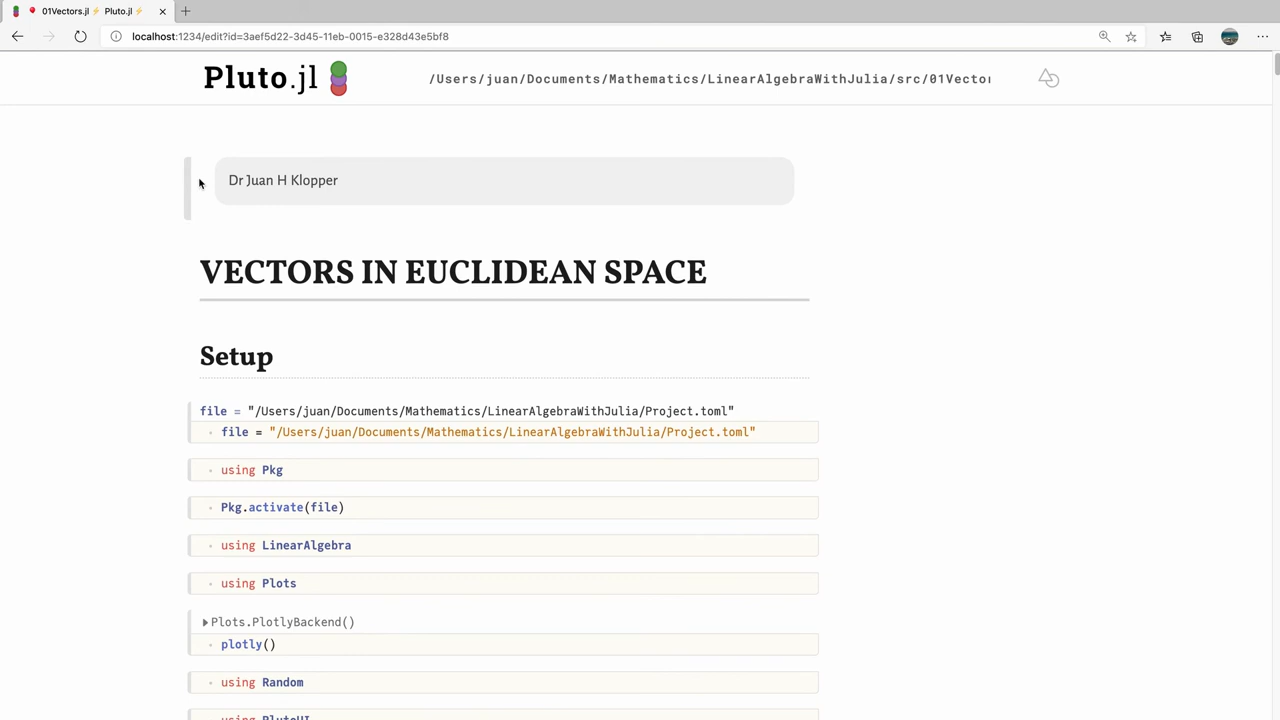 01Vectors.jl ⚡ Pluto.jl ⚡
localhost:1234/edit?id=3aef5d22-3d45-11eb-0015-e328d43e5bf8
Pluto.jl
/Users/juan/Documents/Mathematics/LinearAlgebraWithJulia/src/01Vector
Dr Juan H Klopper
VECTORS IN EUCLIDEAN SPACE
Setup
file = "/Users/juan/Documents/Mathematics/LinearAlgebraWithJulia/Project.toml"
file = "/Users/juan/Documents/Mathematics/LinearAlgebraWithJulia/Project.toml"
using Pkg
Pkg.activate(file)
using LinearAlgebra
using Plots
Plots.PlotlyBackend()
plotly()
using Random
using PlutoUI